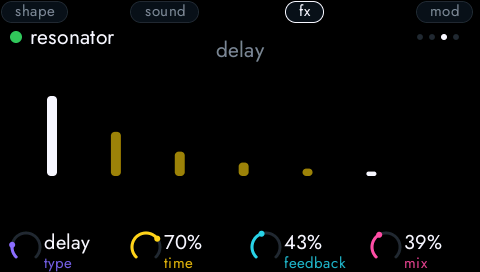 shape sound fx mod
resonator
delay
delay 70% 43% 39%
type time feedback mix